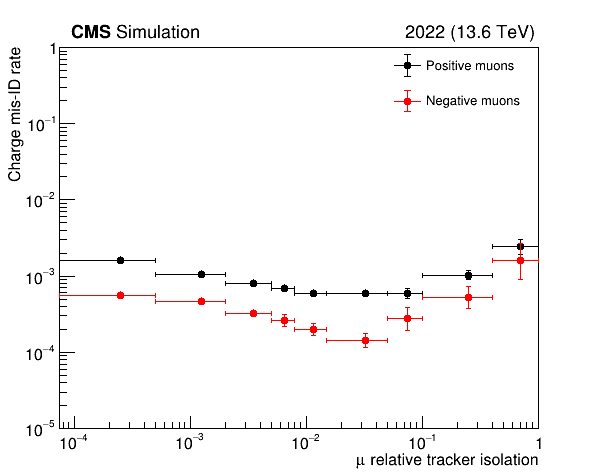 CMS Simulation 2022 (13.6 TeV)
Charge mis-ID rate
1
10⁻¹
10⁻²
10⁻³
10⁻⁴
10⁻⁵
Positive muons
Negative muons
10⁻⁴ 10⁻³ 10⁻² 10⁻¹ 1
μ relative tracker isolation